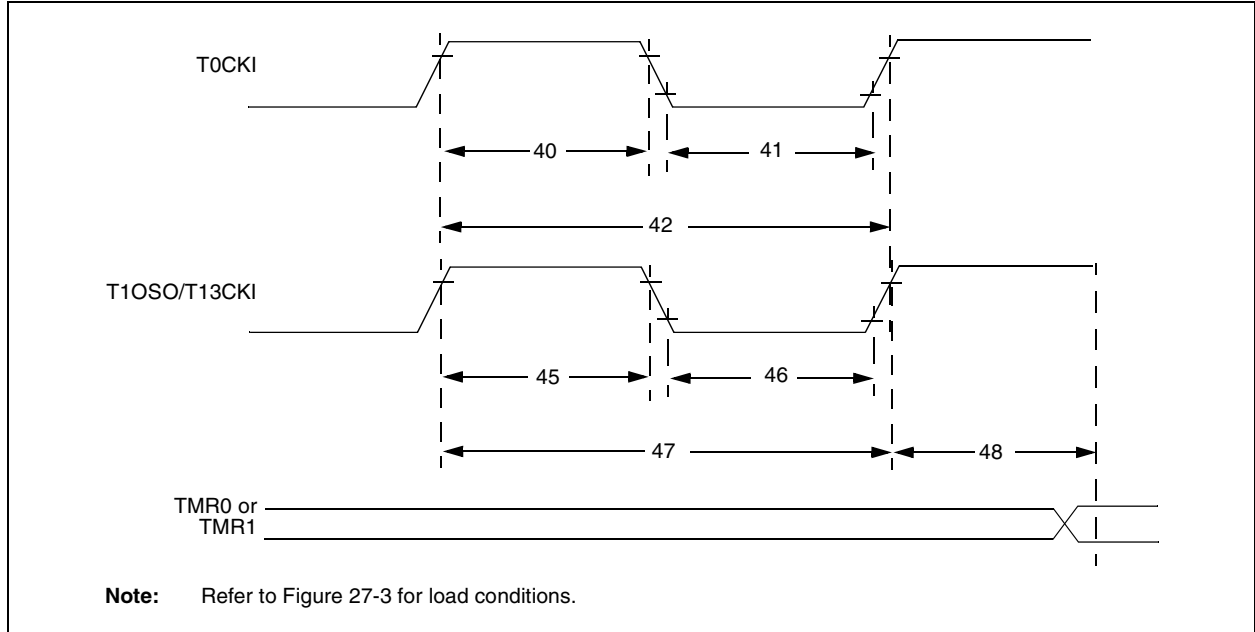 T0CKI
40
41
42
T1OSO/T13CKI
45
46
47
48
TMR0 or
TMR1
Note: Refer to Figure 27-3 for load conditions.